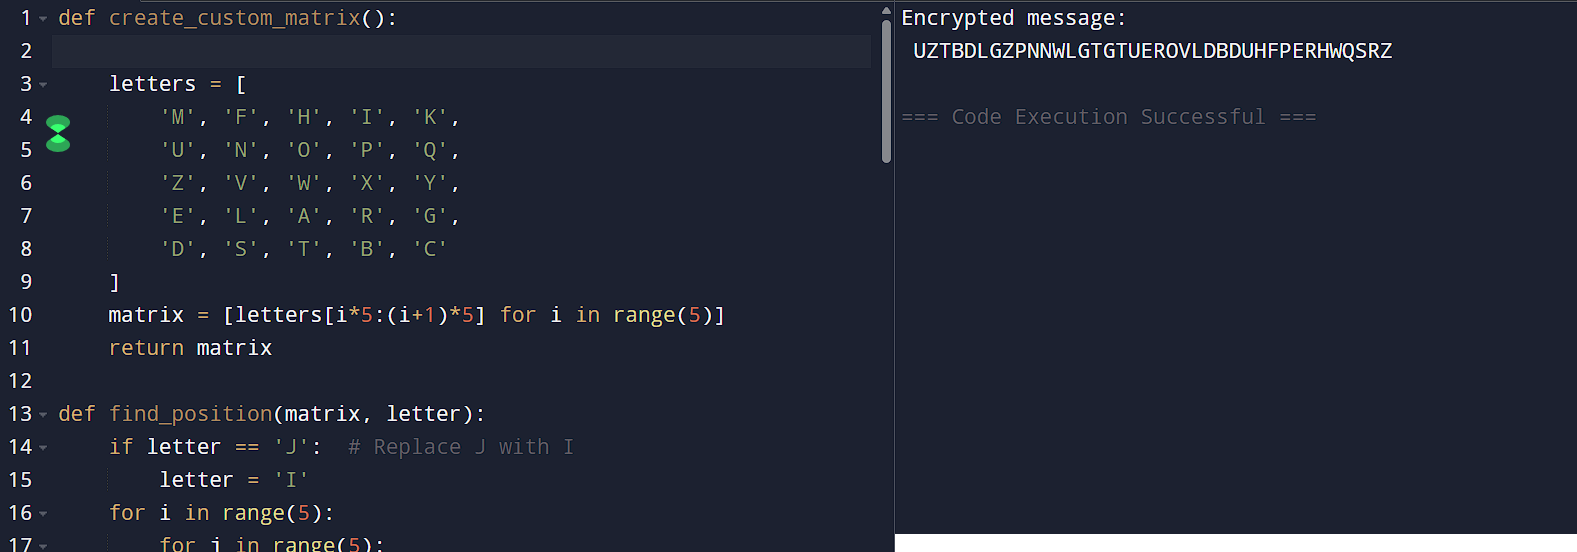 1 def create_custom_matrix():
2
3 letters = [
4 'M', 'F', 'H', 'I', 'K',
5 'U', 'N', 'O', 'P', 'Q',
6 'Z', 'V', 'W', 'X', 'Y',
7 'E', 'L', 'A', 'R', 'G',
8 'D', 'S', 'T', 'B', 'C'
9 ]
10 matrix = [letters[i*5:(i+1)*5] for i in range(5)]
11 return matrix
12
13 def find_position(matrix, letter):
14 if letter == 'J': # Replace J with I
15 letter = 'I'
16 for i in range(5):
17 for j in range(5):
Encrypted message:
UZTBDLGZPNNWLGTGTUEROVLDBDUHFPERHWQSRZ
=== Code Execution Successful ===